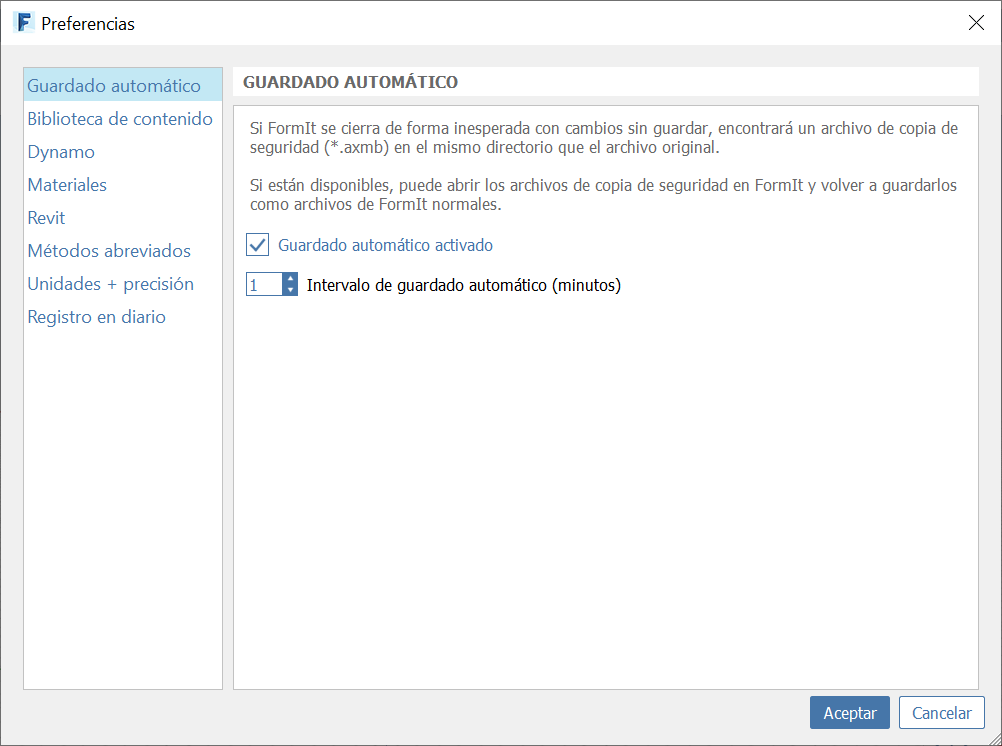 Preferencias
Guardado automático
Biblioteca de contenido
Dynamo
Materiales
Revit
Métodos abreviados
Unidades + precisión
Registro en diario
GUARDADO AUTOMÁTICO
Si FormIt se cierra de forma inesperada con cambios sin guardar, encontrará un archivo de copia de
seguridad (*.axmb) en el mismo directorio que el archivo original.
Si están disponibles, puede abrir los archivos de copia de seguridad en FormIt y volver a guardarlos
como archivos de FormIt normales.
Guardado automático activado
1 Intervalo de guardado automático (minutos)
Aceptar Cancelar